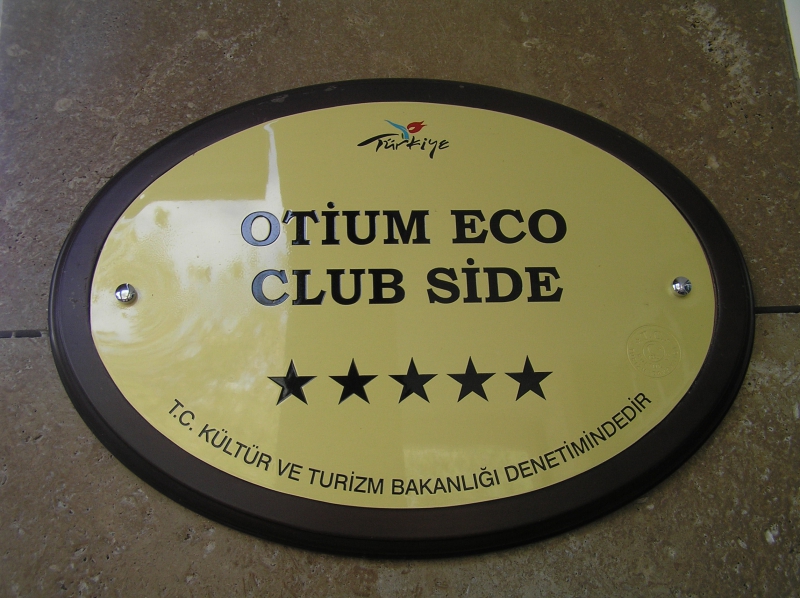 Türkiye
OTİUM ECO
CLUB SİDE
T.C. KÜLTÜR VE TURİZM BAKANLIĞI DENETİMİNDEDİR